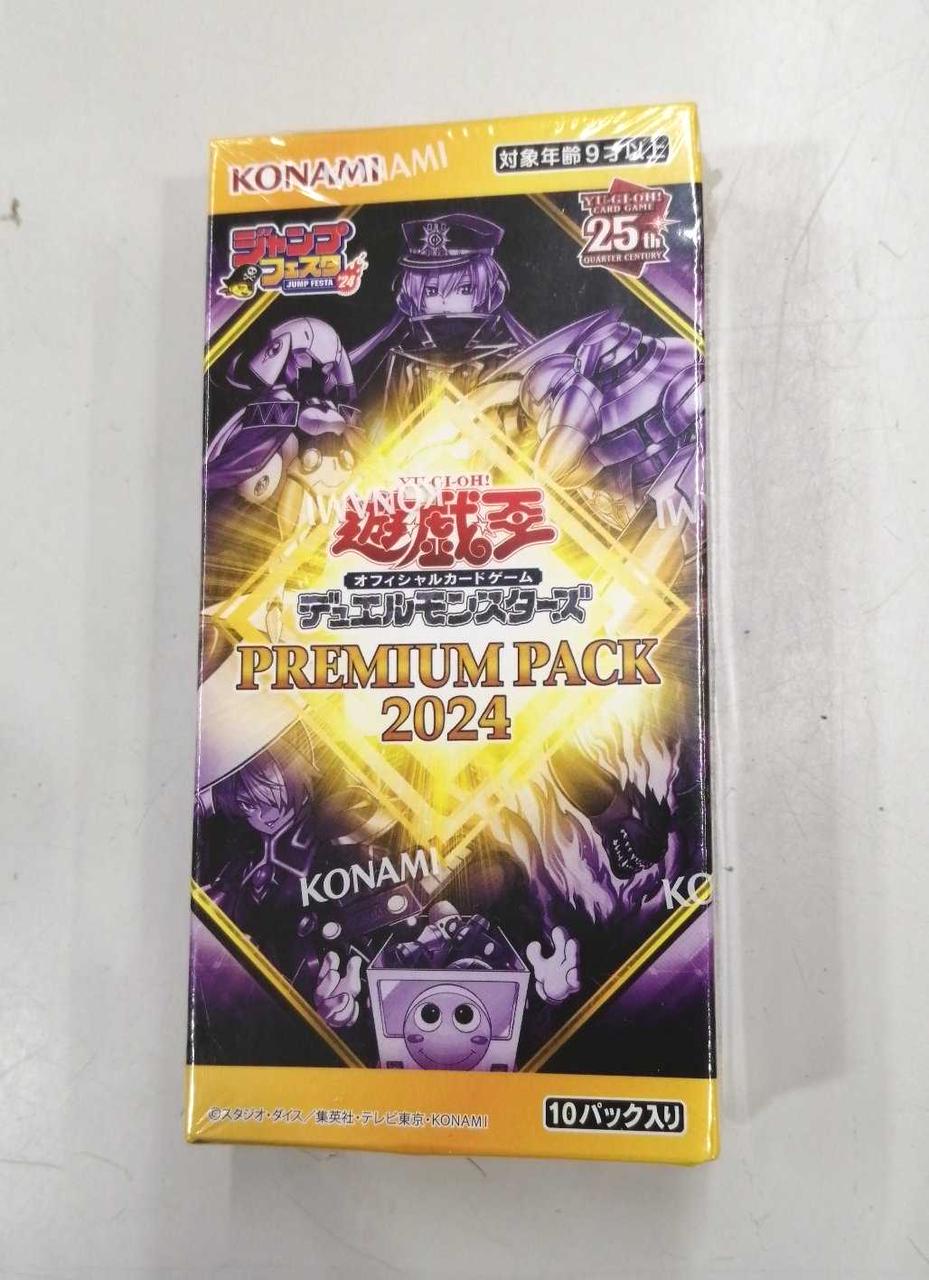 KONAMI
KONAMI
対象年齢9才以上
ジャンプ
フェスタ
JUMP FESTA '24
YU-GI-OH!
CARD GAME
25th
QUARTER CENTURY
YU-GI-OH!
KONAMI
遊戯王
オフィシャルカードゲーム
デュエルモンスターズ
PREMIUM PACK
2024
KONAMI
KO
©スタジオ・ダイス/集英社・テレビ東京・KONAMI
10パック入り